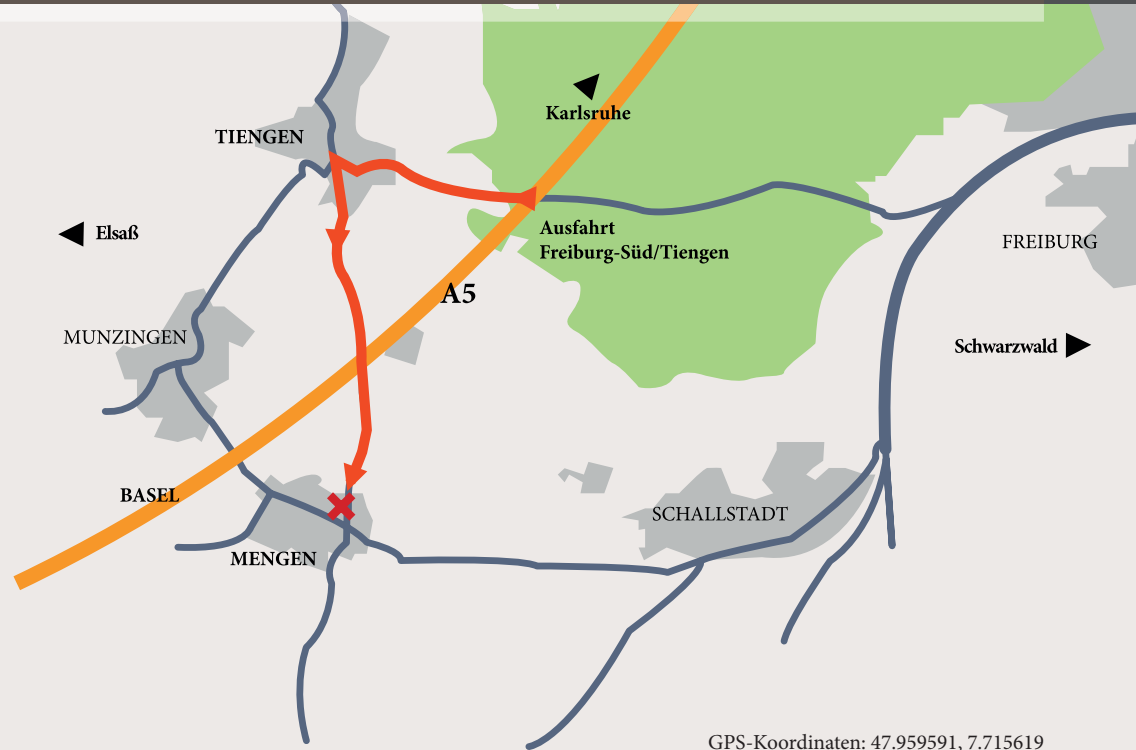 Karlsruhe
TIENGEN
Elsaß
Ausfahrt
Freiburg-Süd/Tiengen
FREIBURG
A5
MUNZINGEN
Schwarzwald
BASEL
SCHALLSTADT
MENGEN
GPS-Koordinaten: 47.959591, 7.715619